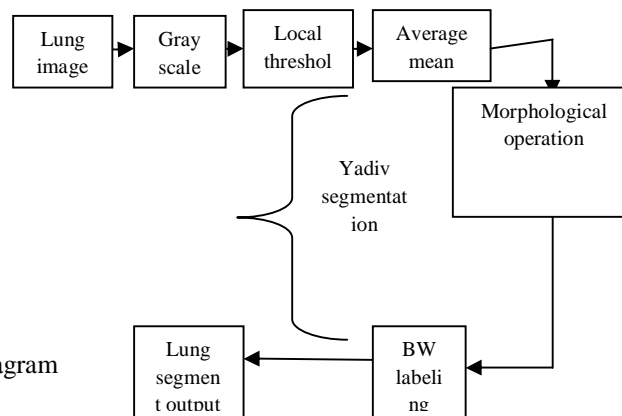 Lung
image
Gray
scale
Local
threshol
Average
mean
Morphological
operation
Yadiv
segmentat
ion
BW
labeli
ng
Lung
segmen
t output
agram